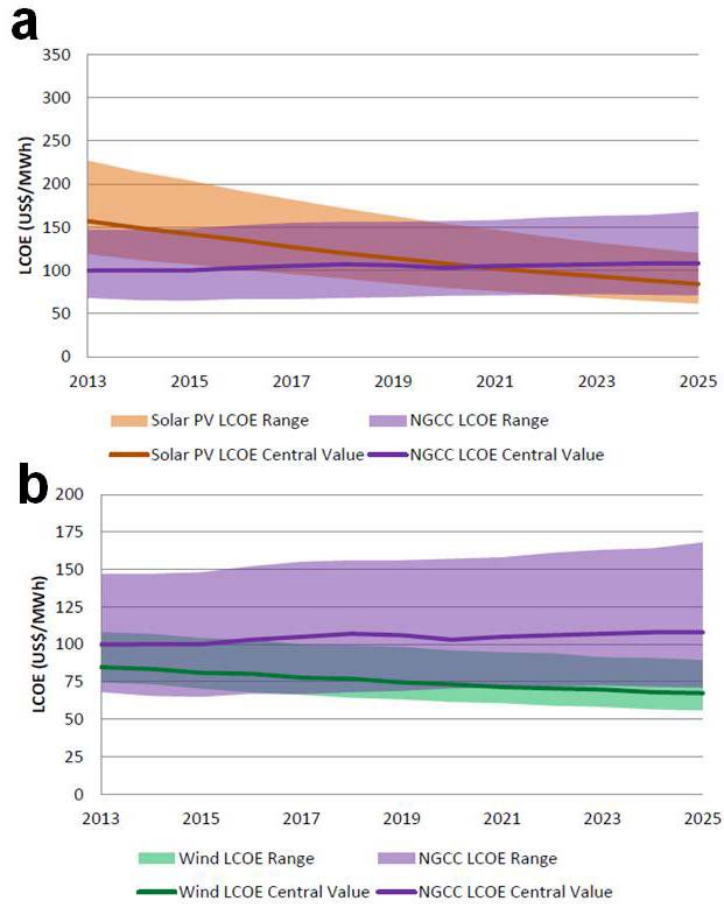 a
350
300
250
200
150
100
50
0
LCOE (US$/MWh)
2013 2015 2017 2019 2021 2023 2025
Solar PV LCOE Range NGCC LCOE Range
Solar PV LCOE Central Value NGCC LCOE Central Value
b
200
175
150
125
100
75
50
25
0
LCOE (US$/MWh)
2013 2015 2017 2019 2021 2023 2025
Wind LCOE Range NGCC LCOE Range
Wind LCOE Central Value NGCC LCOE Central Value